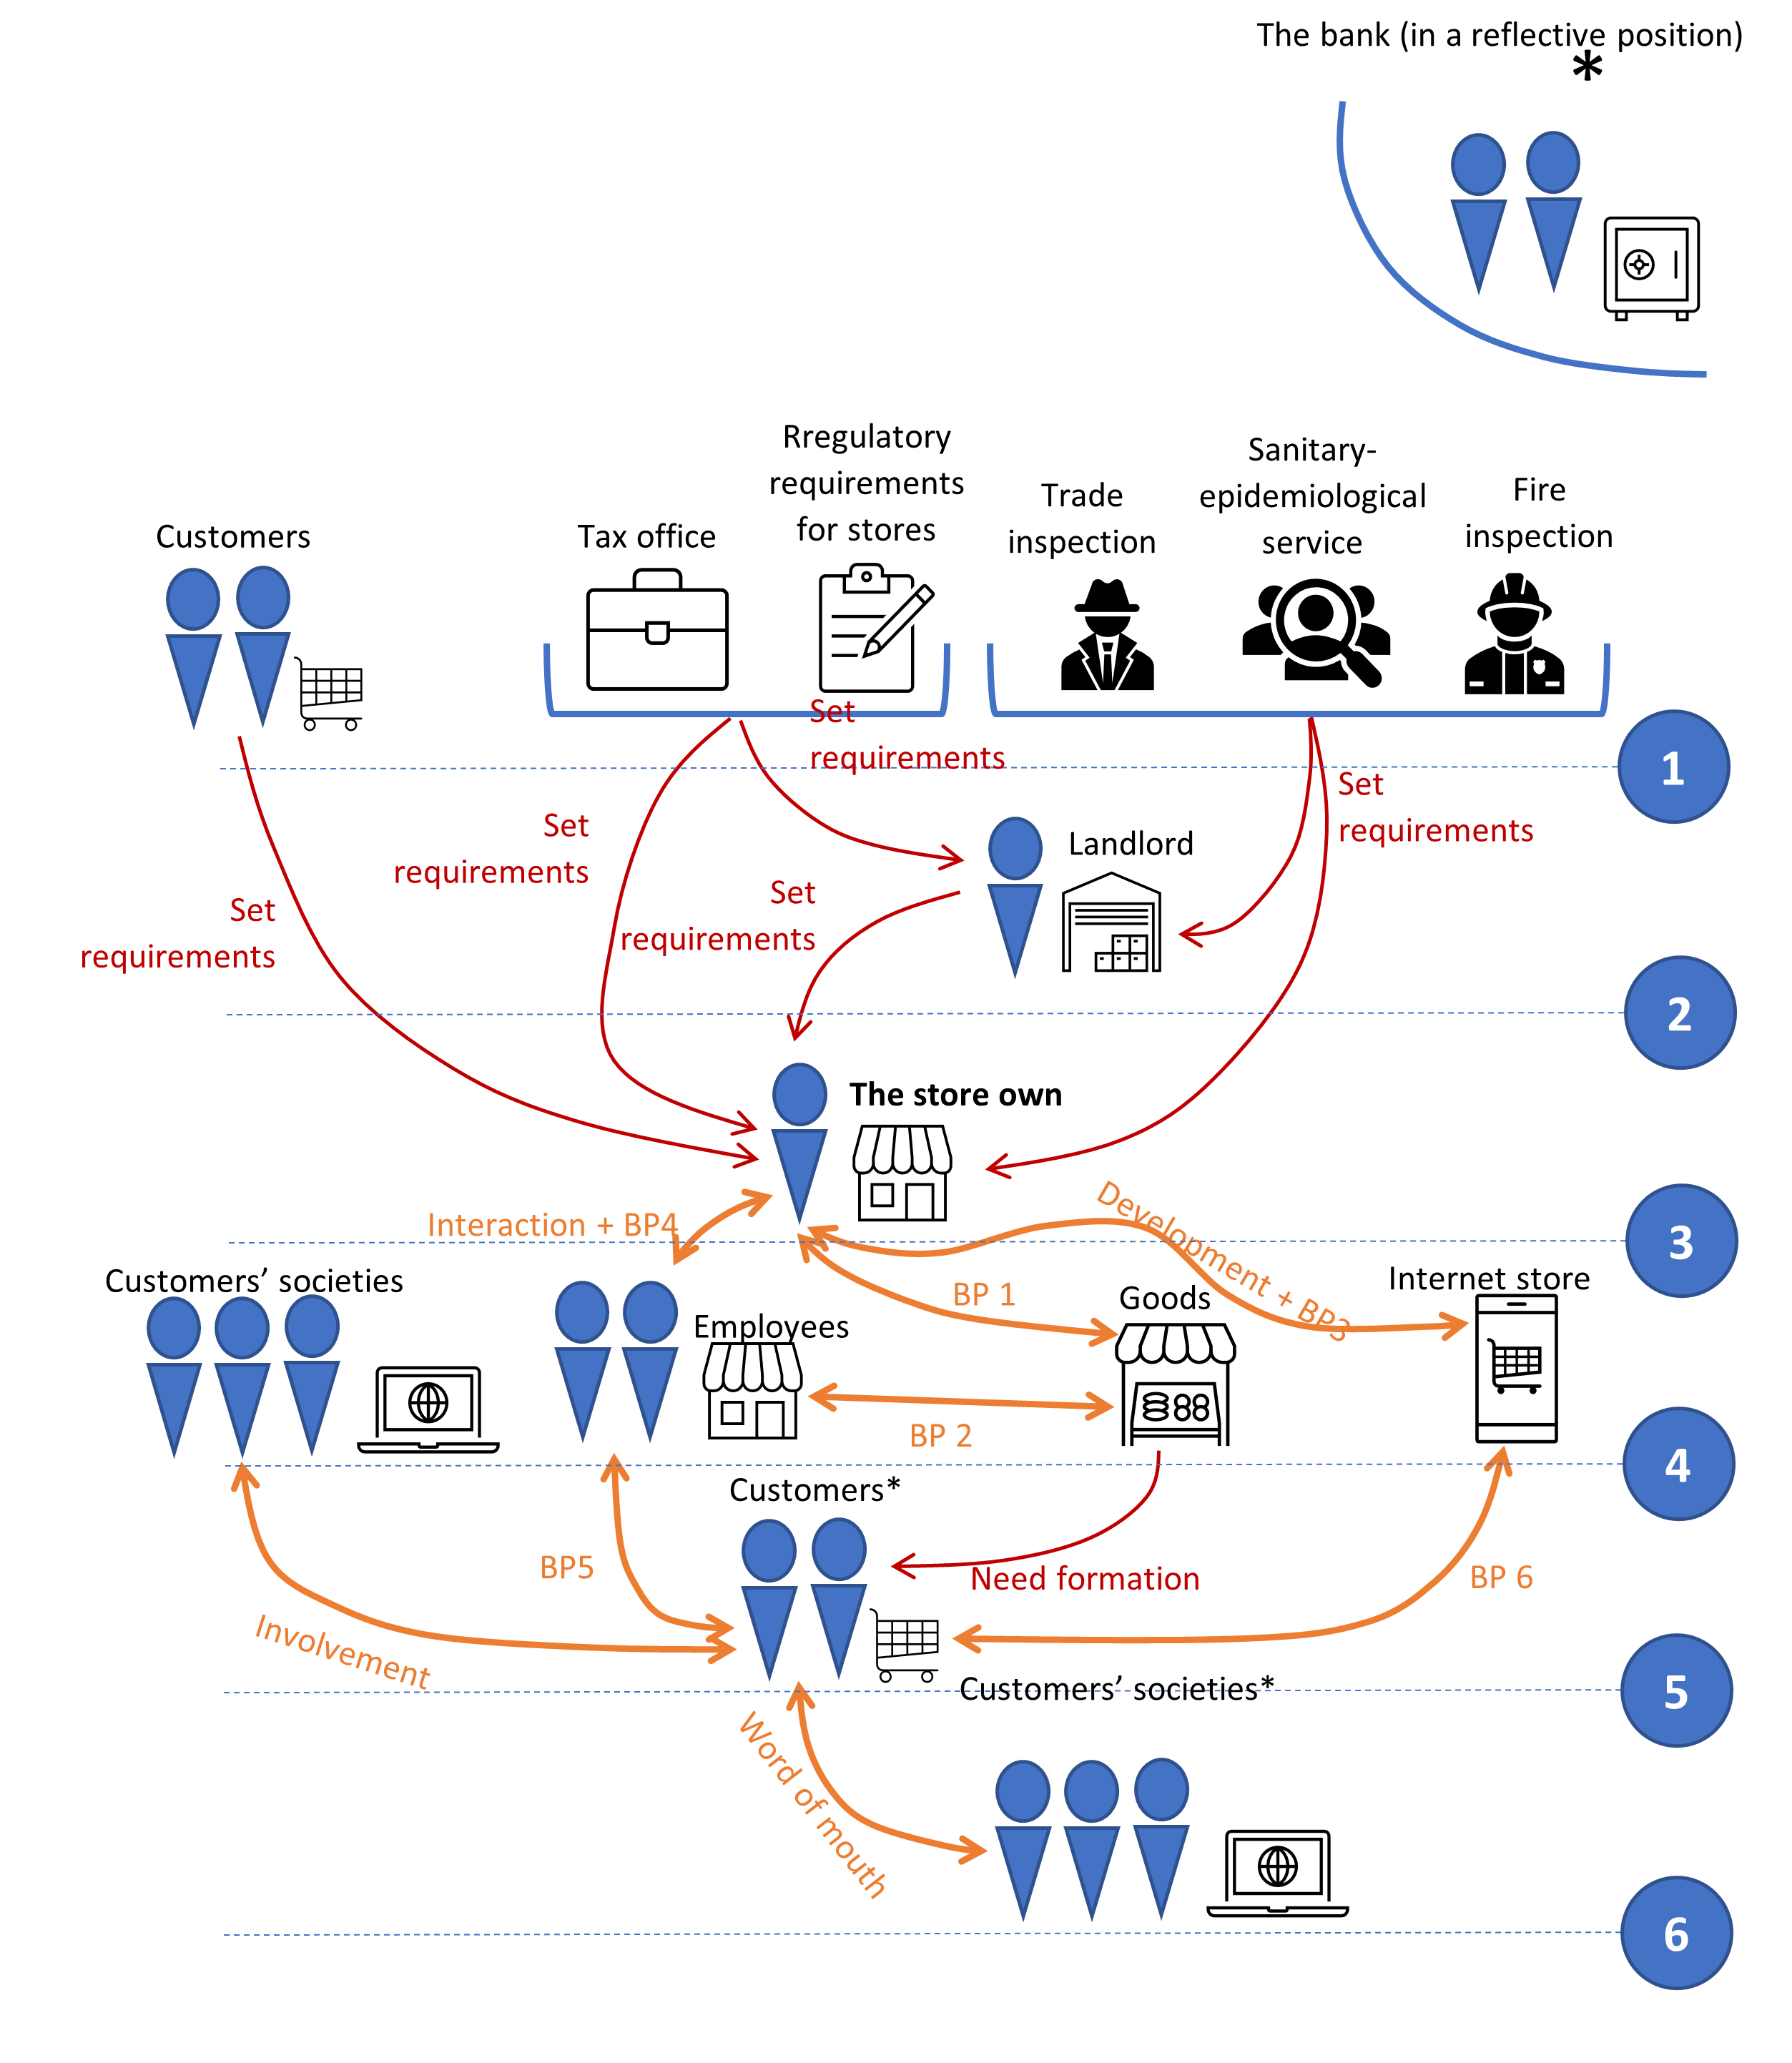 The bank (in a reflective position)
*
Rregulatory
requirements
for stores
Sanitary-
epidemiological
service
Trade
inspection
Fire
inspection
Customers
Tax office
Set
requirements
1
Set
requirements
Set
requirements
Landlord
Set
requirements
Set
requirements
2
The store own
Interaction + BP4
Development + BP3
3
Customers’ societies
BP 1
Goods
Internet store
Employees
BP 2
4
Customers*
BP5
Need formation
BP 6
Involvement
Customers’ societies*
5
Word of mouth
6